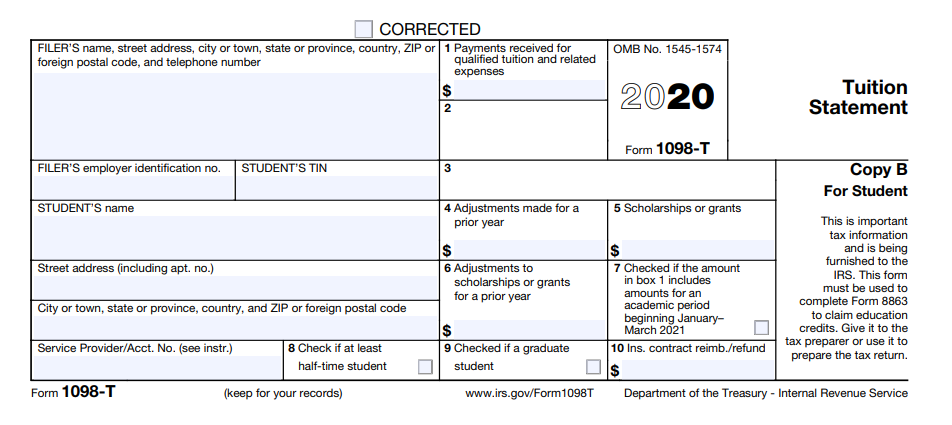 CORRECTED
FILER'S name, street address, city or town, state or province, country, ZIP or
foreign postal code, and telephone number
1 Payments received for
qualified tuition and related
expenses
$
2
OMB No. 1545-1574
2020
Form 1098-T
Tuition
Statement
FILER'S employer identification no.
STUDENT'S TIN
3
Copy B
For Student
This is important
tax information
and is being
furnished to the
IRS. This form
must be used to
complete Form 8863
to claim education
credits. Give it to the
tax preparer or use it to
prepare the tax return.
STUDENT'S name
4 Adjustments made for a
prior year
$
5 Scholarships or grants
$
Street address (including apt. no.)
6 Adjustments to
scholarships or grants
for a prior year
$
7 Checked if the amount
in box 1 includes
amounts for an
academic period
beginning January–
March 2021
City or town, state or province, country, and ZIP or foreign postal code
Service Provider/Acct. No. (see instr.)
8 Check if at least
half-time student
9 Checked if a graduate
student
10 Ins. contract reimb./refund
$
Form 1098-T
(keep for your records)
www.irs.gov/Form1098T
Department of the Treasury - Internal Revenue Service